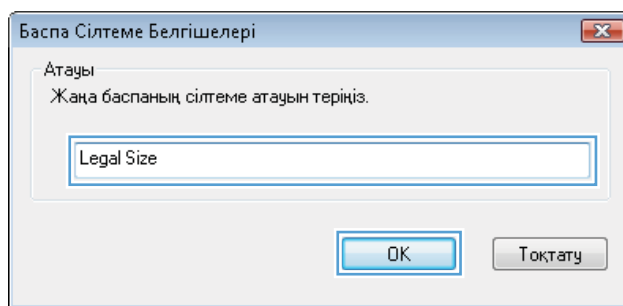 Баспа Сілтеме Белгішелері
Атауы
Жаңа баспаның сілтеме атауын теріңіз.
Legal Size
OK
Тоқтату